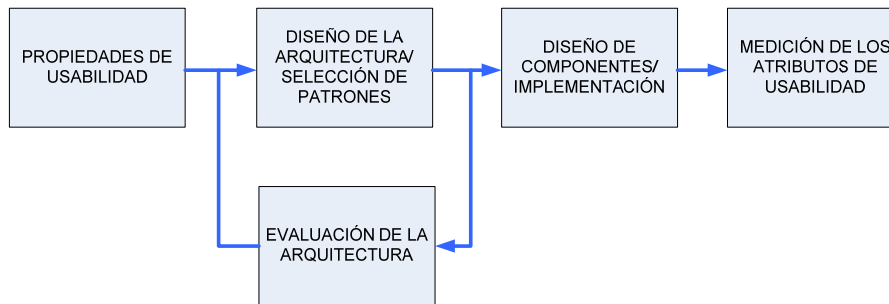 PROPIEDADES DE
USABILIDAD
DISEÑO DE LA
ARQUITECTURA/
SELECCIÓN DE
PATRONES
DISEÑO DE
COMPONENTES/
IMPLEMENTACIÓN
MEDICIÓN DE LOS
ATRIBUTOS DE
USABILIDAD
EVALUACIÓN DE LA
ARQUITECTURA